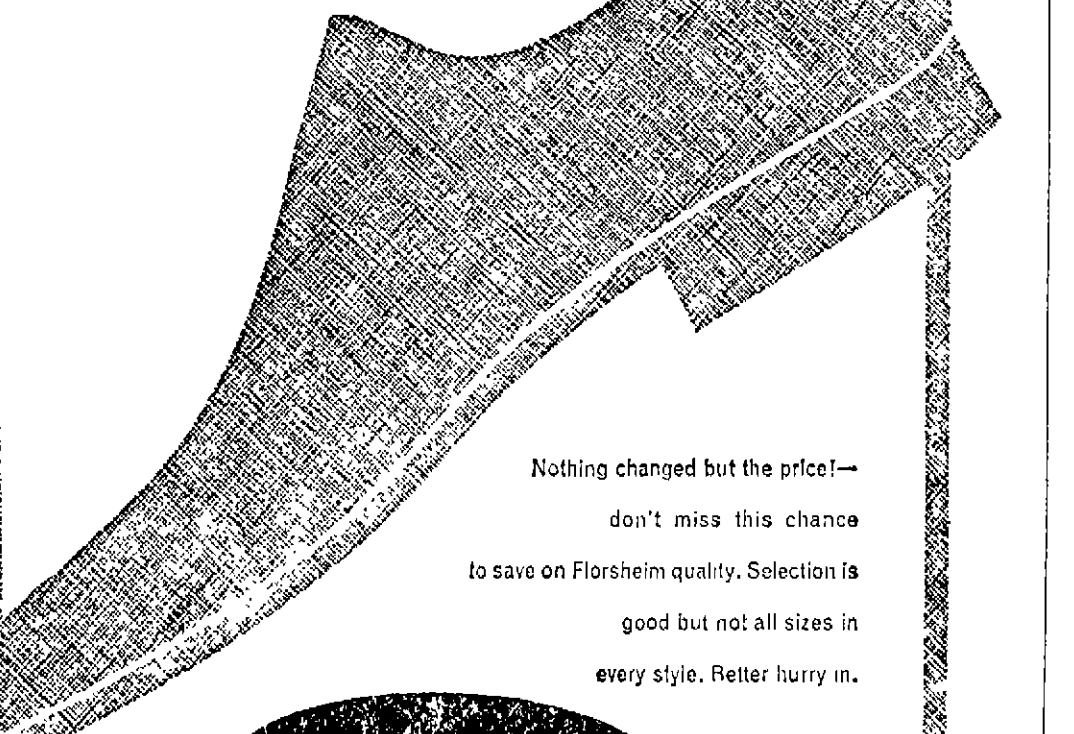 Nothing changed but the price!—
don't miss this chance
to save on Florsheim quality. Selection is
good but not all sizes in
every style. Better hurry in.